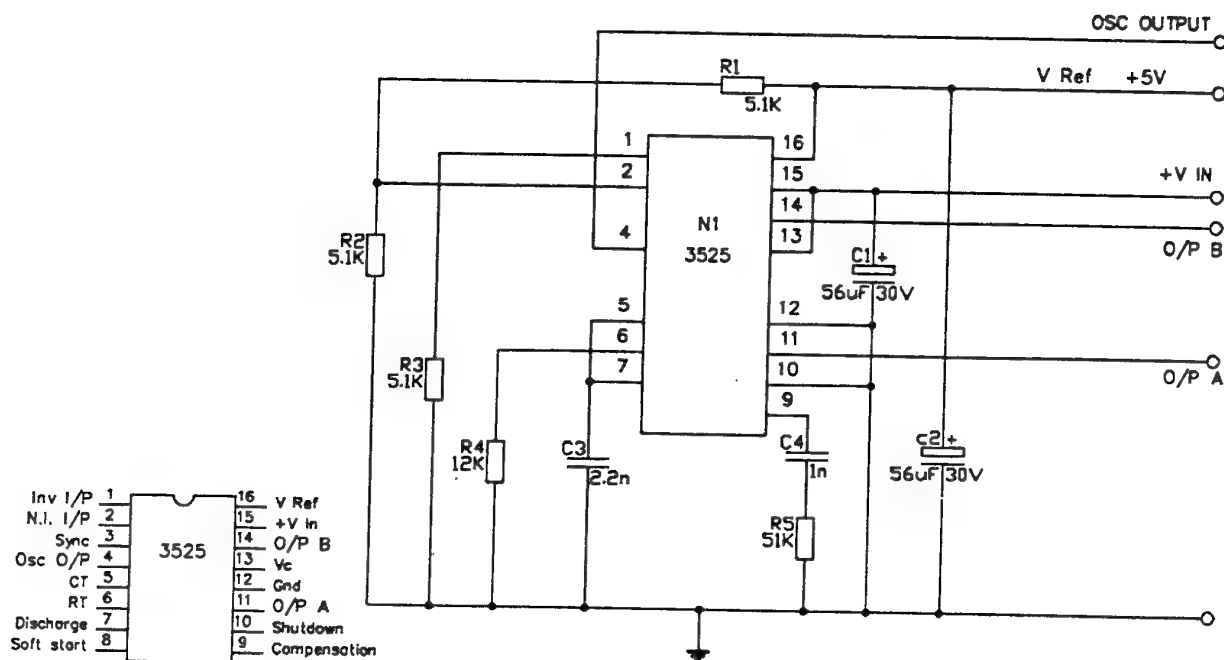 OSC OUTPUT
R1
5.1K
V Ref +5V
1
2
4
5
6
7
16
15
14
13
12
11
10
9
N1
3525
+V IN
O/P B
C1 +
56uF 30V
O/P A
R2
5.1K
R3
5.1K
R4
12K
C3
2.2n
C4
1n
R5
51K
c2 +
56uF 30V
Inv I/P 1
N.I. I/P 2
Sync 3
Osc O/P 4
CT 5
RT 6
Discharge 7
Soft start 8
3525
16 V Ref
15 +V In
14 O/P B
13 Vc
12 Gnd
11 O/P A
10 Shutdown
9 Compensation